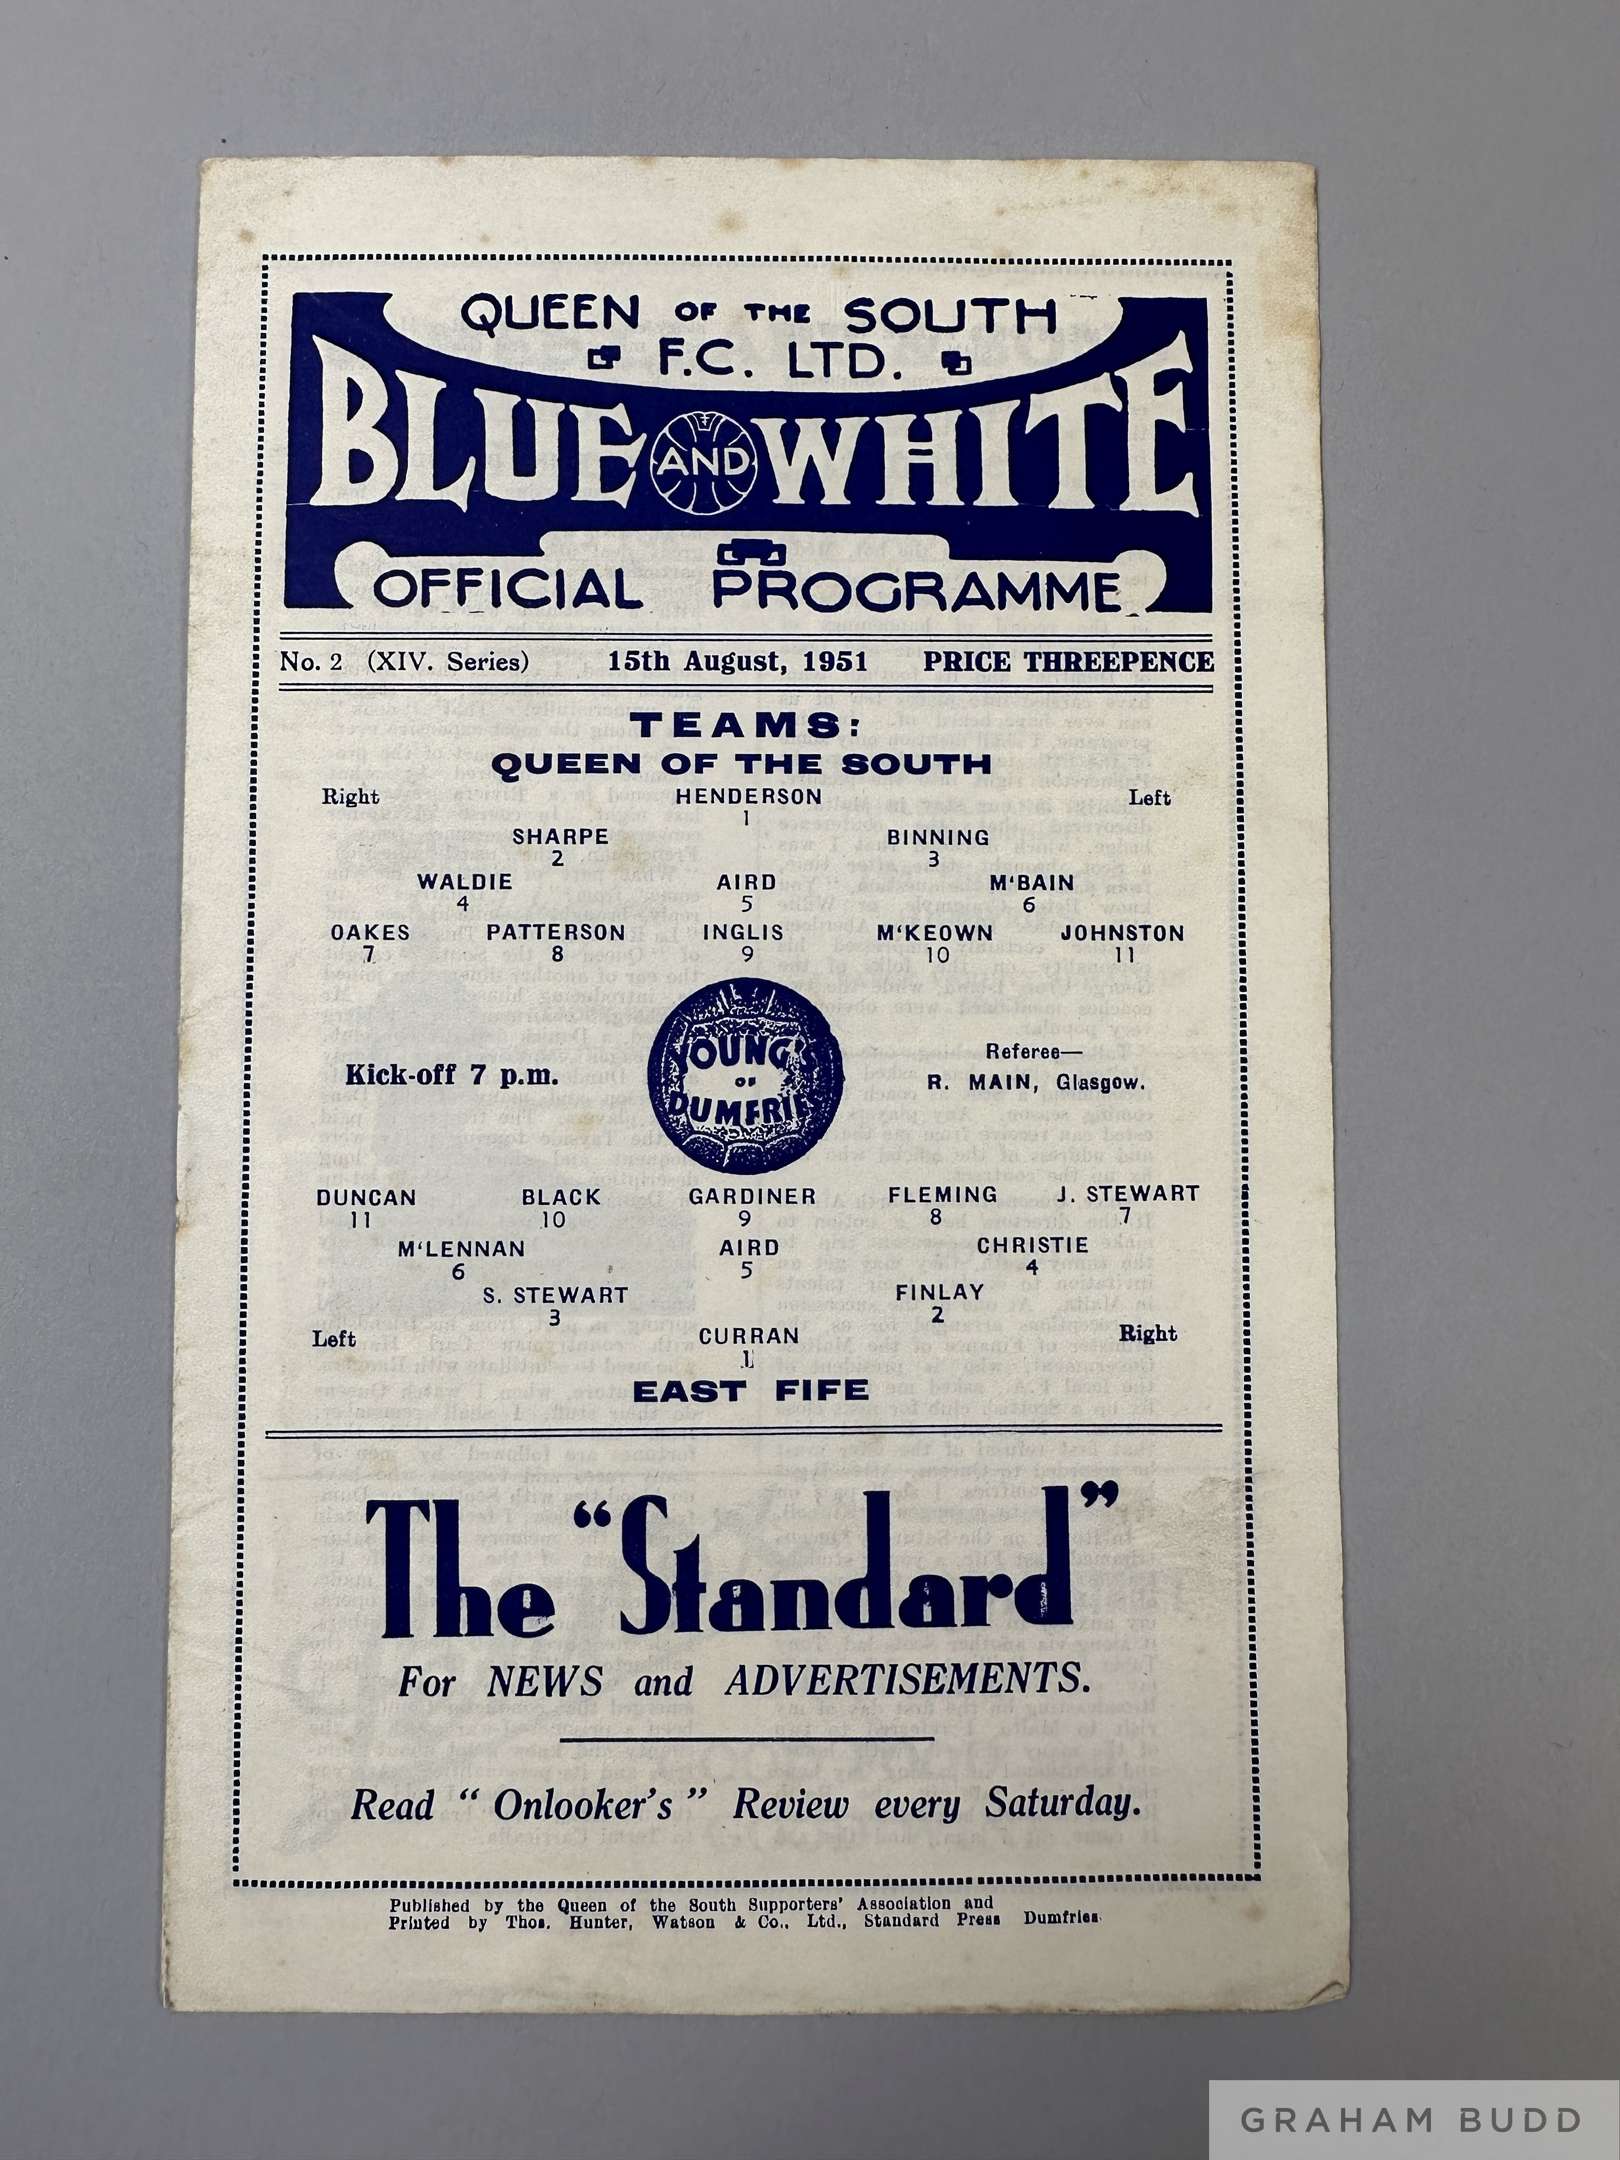 QUEEN OF THE SOUTH
F.C. LTD.
BLUE AND WHITE
OFFICIAL PROGRAMME
No. 2 (XIV. Series) 15th August, 1951 PRICE THREEPENCE
TEAMS:
QUEEN OF THE SOUTH
Right HENDERSON Left
1
SHARPE BINNING
2 3
WALDIE AIRD M'BAIN
4 5 6
OAKES PATTERSON INGLIS M'KEOWN JOHNSTON
7 8 9 10 11
Kick-off 7 p.m.
YOUNG'S
OF
DUMFRIES
Referee—
R. MAIN, Glasgow.
DUNCAN BLACK GARDINER FLEMING J. STEWART
11 10 9 8 7
M'LENNAN AIRD CHRISTIE
6 5 4
S. STEWART FINLAY
3 2
Left CURRAN Right
1
EAST FIFE
The "Standard"
For NEWS and ADVERTISEMENTS.
Read "Onlooker's" Review every Saturday.
Published by the Queen of the South Supporters' Association and
Printed by Thos. Hunter, Watson & Co., Ltd., Standard Press Dumfries
GRAHAM BUDD